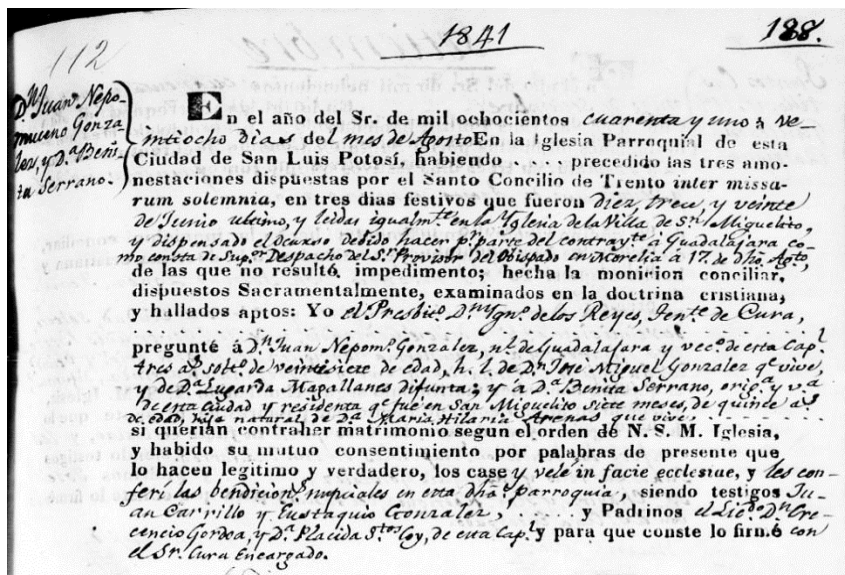 1841
188.
112
Dn. Juan Nepo-
muceno Gonza-
lez, y Da. Beni-
ta Serrano.
En el año del Sr. de mil ochocientos cuarenta y uno á ve-
intiocho dias del mes de Agosto En la Iglesia Parroquial de esta
Ciudad de San Luis Potosí, habiendo .... precedido las tres amo-
nestaciones dispuestas por el Santo Concilio de Trento inter missa-
rum solemnia, en tres dias festivos que fueron diez, trece y veinte
de Junio ultimo, y leidas igualmte. en la Yglesia de la Villa de Sn. Miguelito,
y dispensado el ocurso debido hacer pr. parte del contrayte. á Guadalajara co-
mo consta de Supor. Despacho del Sr. Provisor del Obispado en Morelia á 17. de dho. Agto.
de las que no resultó impedimento; hecha la monicion conciliar,
dispuestos Sacramentalmente, examinados en la doctrina cristiana,
y hallados aptos: Yo el Presbito. Dn. Ygno. de los Reyes, Tente. de Cura,
pregunté á Dn. Juan Nepomo. Gonzalez, nl. de Guadalajara y veco. de esta Capl.
tres as. solto. de veintisiete de edad, h. l. de Dn. José Miguel Gonzalez qe. vive,
y de Da. Lugarda Magallanes difunta; y á Da. Benita Serrano, origa. y va.
de esta Ciudad y residenta qe. fué en San Miguelito siete meses, de quince as.
de edad, hija natural de Da. Maria Hilaria Arenas que vive
si querian contraher matrimonio segun el orden de N. S. M. Iglesia,
y habido su mutuo consentimiento por palabras de presente que
lo hacen legitimo y verdadero, los case y vele in facie ecclesiae, y les con-
ferí las bendicions. nupciales en esta dha. parroquia, siendo testigos Ju-
an Carrillo y Eustaquio Gonzalez, y Padrinos el Licdo. Dn. Cre-
cencio Gordoa, y Da. Placida Stos. Coy, de esta Capl. y para que conste lo firmé con
el Sr. Cura Encargado.